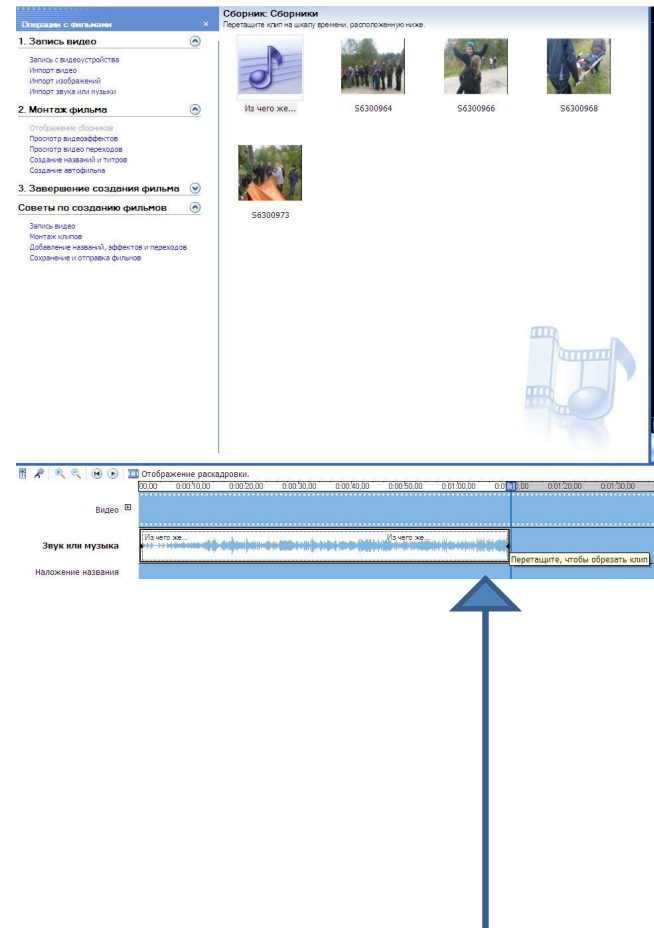 Операции с фильмами ×
1. Запись видео
Запись с видеоустройства
Импорт видео
Импорт изображений
Импорт звука или музыки
2. Монтаж фильма
Отображение сборников
Просмотр видеоэффектов
Просмотр видео переходов
Создание названий и титров
Создание автофильма
3. Завершение создания фильма
Советы по созданию фильмов
Запись видео
Монтаж клипов
Добавление названий, эффектов и переходов
Сохранение и отправка фильмов
Сборник: Сборники
Перетащите клип на шкалу времени, расположенную ниже.
Из чего же... S6300964 S6300966 S6300968
S6300973
Отображение раскадровки.
00,00 0:00:10,00 0:00:20,00 0:00:30,00 0:00:40,00 0:00:50,00 0:01:00,00 0:01:20,00 0:01:30,00
Видео
Из чего же... Из чего же...
Звук или музыка
Перетащите, чтобы обрезать клип
Наложение названия